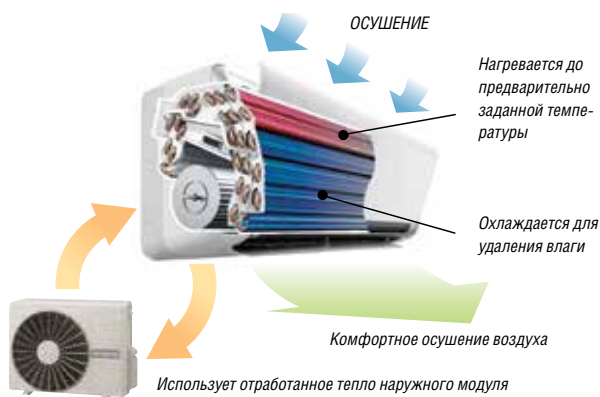 ОСУШЕНИЕ
Нагревается до
предварительно
заданной темпе-
ратуры
Охлаждается для
удаления влаги
Комфортное осушение воздуха
Использует отработанное тепло наружного модуля